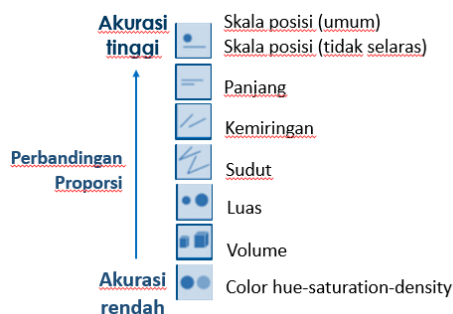 Akurasi
tinggi
Skala posisi (umum)
Skala posisi (tidak selaras)
Panjang
Kemiringan
Perbandingan
Proporsi
Sudut
Luas
Volume
Akurasi
rendah
Color hue-saturation-density